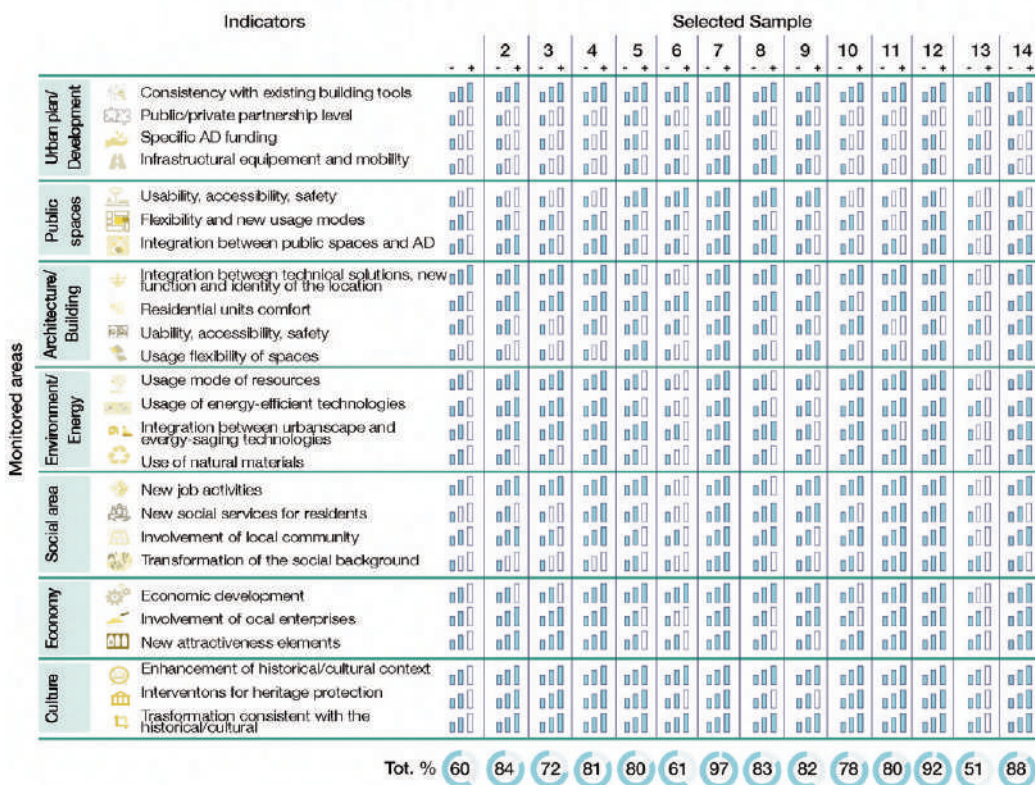 Indicators
Selected Sample
2 3 4 5 6 7 8 9 10 11 12 13 14
- + - + - + - + - + - + - + - + - + - + - + - + - + - +
Monitored areas
Urban plan/
Development
Consistency with existing building tools
Public/private partnership level
Specific AD funding
Infrastructural equipement and mobility
Public
spaces
Usability, accessibility, safety
Flexibility and new usage modes
Integration between public spaces and AD
Architecture/
Building
Integration between technical solutions, new
function and identity of the location
Residential units comfort
Uability, accessibility, safety
Usage flexibility of spaces
Environment/
Energy
Usage mode of resources
Usage of energy-efficient technologies
Integration between urbanscape and
evergy-saging technologies
Use of natural materials
Social area
New job activities
New social services for residents
Involvement of local community
Transformation of the social background
Economy
Economic development
Involvement of ocal enterprises
New attractiveness elements
Culture
Enhancement of historical/cultural context
Interventons for heritage protection
Trasformation consistent with the
historical/cultural
Tot. % 60 84 72 81 80 61 97 83 82 78 80 92 51 88